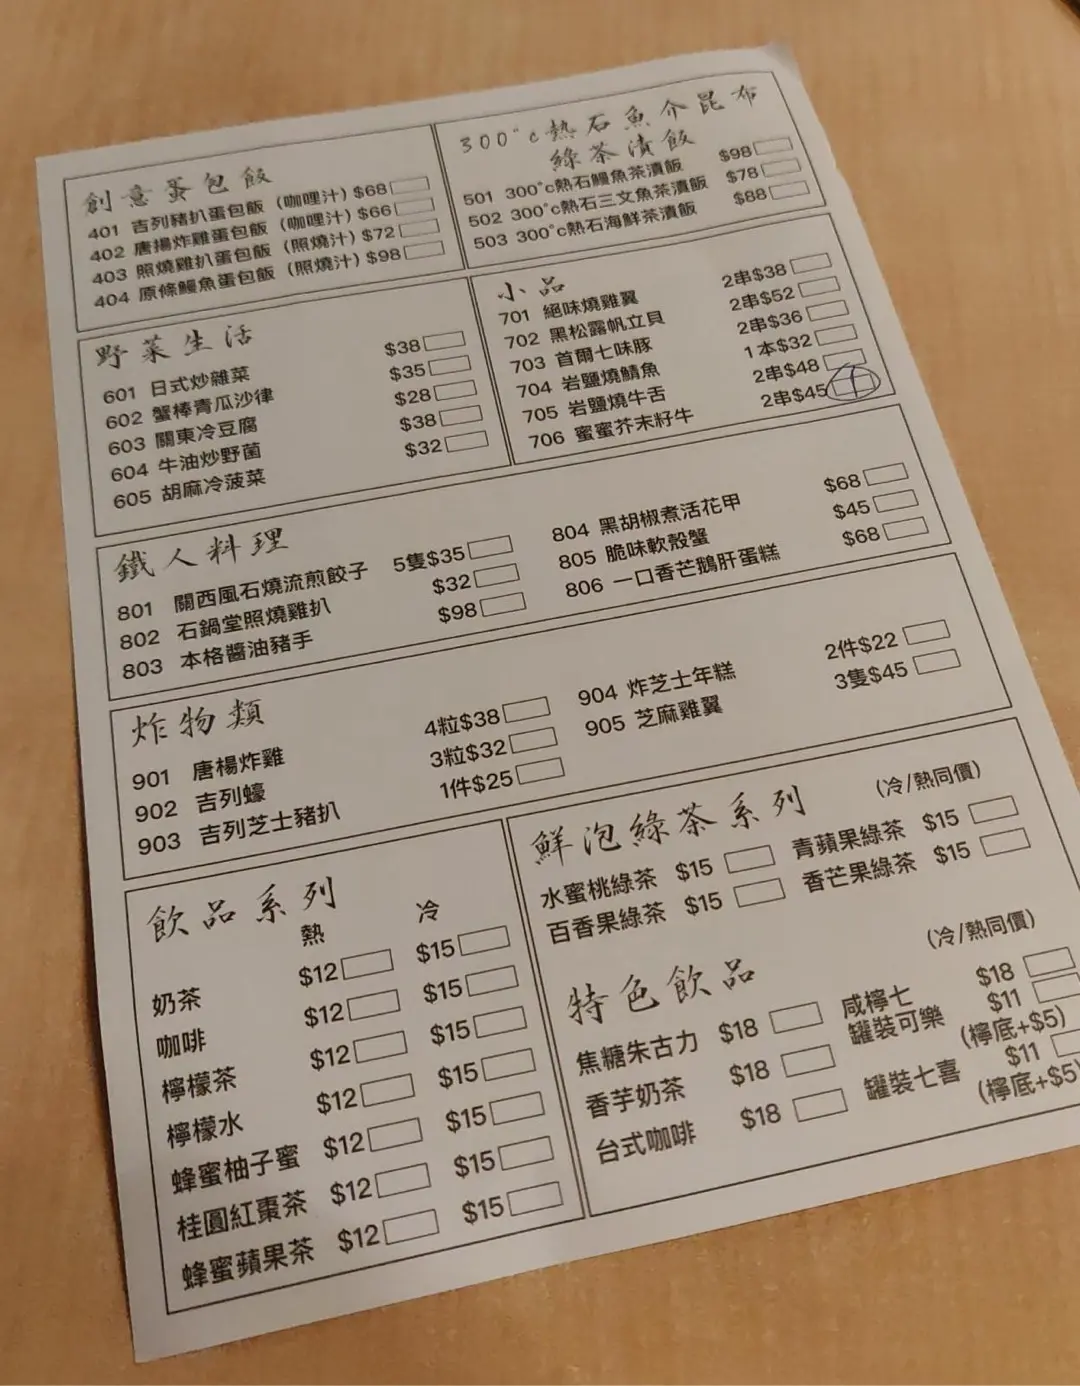 創意蛋包飯
401 吉列豬扒蛋包飯（咖哩汁）$68
402 唐揚炸雞蛋包飯（咖哩汁）$66
403 照燒雞扒蛋包飯（照燒汁）$72
404 原條鰻魚蛋包飯（照燒汁）$98
300°c熱石魚介昆布
綠茶漬飯
501 300°c熱石鰻魚茶漬飯 $98
502 300°c熱石三文魚茶漬飯 $78
503 300°c熱石海鮮茶漬飯 $88
野菜生活
601 日式炒雜菜 $38
602 蟹棒青瓜沙律 $35
603 關東冷豆腐 $28
604 牛油炒野菌 $38
605 胡麻冷菠菜 $32
小品
701 絕味燒雞翼 2串$38
702 黑松露帆立貝 2串$52
703 首爾七味豚 2串$36
704 岩鹽燒鯖魚 1本$32
705 岩鹽燒牛舌 2串$48
706 蜜蜜芥末籽牛 2串$45
鐵人料理
801 關西風石燒流煎餃子 5隻$35
802 石鍋堂照燒雞扒 $32
803 本格醬油豬手 $98
804 黑胡椒煮活花甲 $68
805 脆味軟殼蟹 $45
806 一口香芒鵝肝蛋糕 $68
炸物類
901 唐楊炸雞 4粒$38
902 吉列蠔 3粒$32
903 吉列芝士豬扒 1件$25
904 炸芝士年糕 2件$22
905 芝麻雞翼 3隻$45
飲品系列
熱 冷
奶茶 $12 $15
咖啡 $12 $15
檸檬茶 $12 $15
檸檬水 $12 $15
蜂蜜柚子蜜 $12 $15
桂圓紅棗茶 $12 $15
蜂蜜蘋果茶 $12 $15
鮮泡綠茶系列 (冷/熱同價)
水蜜桃綠茶 $15 青蘋果綠茶 $15
百香果綠茶 $15 香芒果綠茶 $15
特色飲品 (冷/熱同價)
焦糖朱古力 $18
香芋奶茶 $18
台式咖啡 $18
咸檸七 $18
罐裝可樂 $11
(檸底+$5)
罐裝七喜 $11
(檸底+$5)